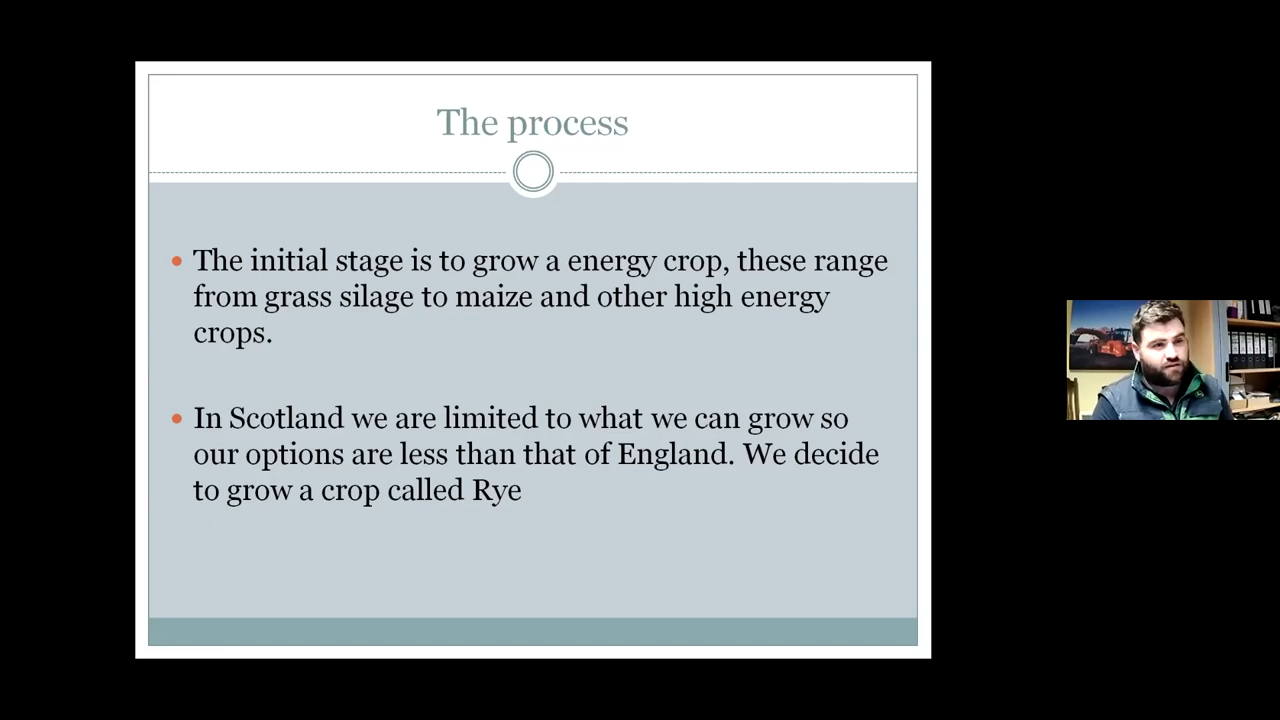 The process
The initial stage is to grow a energy crop, these range
from grass silage to maize and other high energy
crops.
In Scotland we are limited to what we can grow so
our options are less than that of England. We decide
to grow a crop called Rye